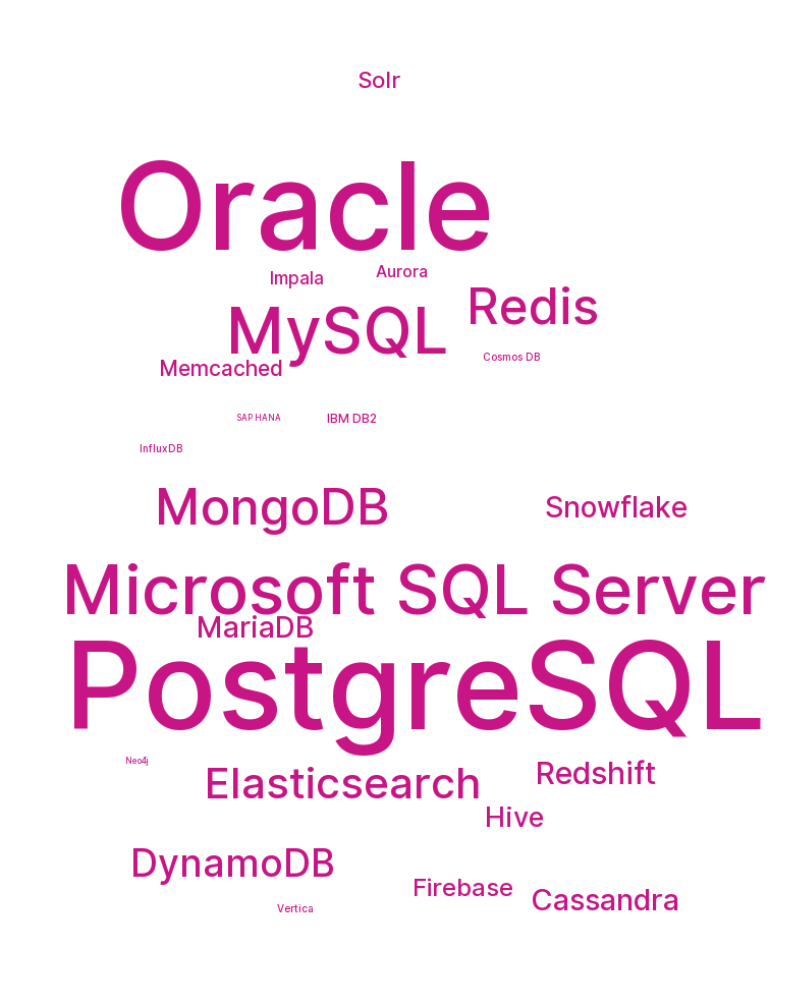 Solr
Oracle
Impala
Aurora
Redis
MySQL
Cosmos DB
Memcached
SAP HANA
IBM DB2
InfluxDB
MongoDB
Snowflake
Microsoft SQL Server
MariaDB
PostgreSQL
Neo4j
Elasticsearch
Redshift
Hive
DynamoDB
Firebase
Cassandra
Vertica